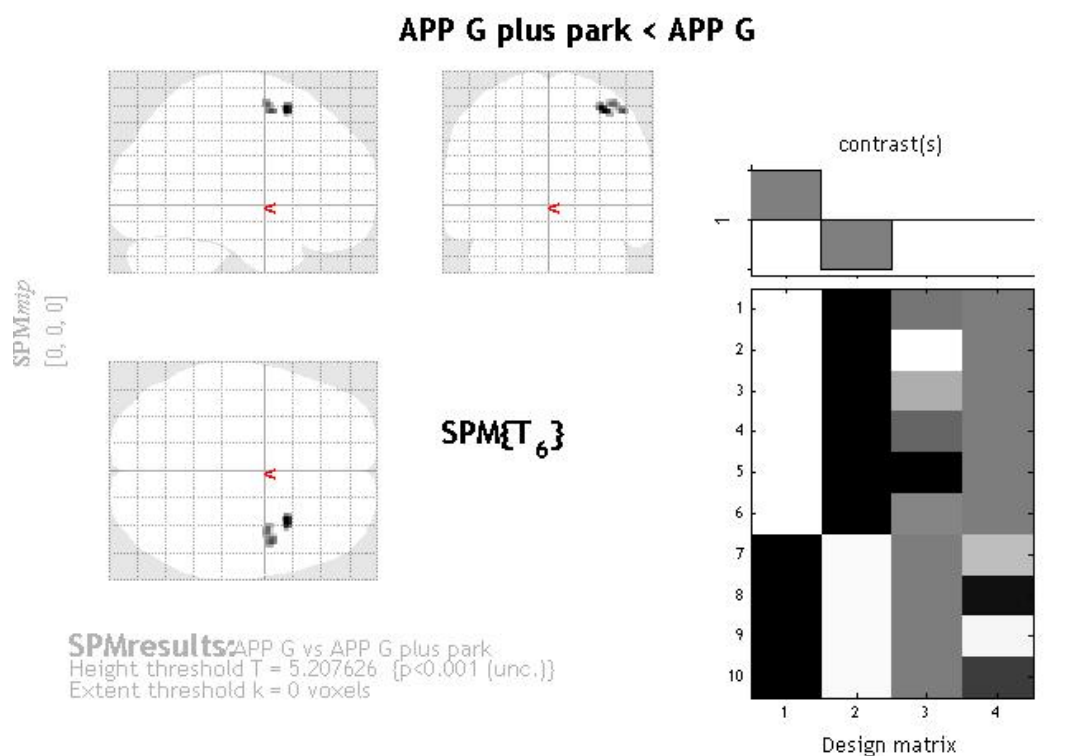 APP G plus park < APP G
contrast(s)
1
SPMmip
[0, 0, 0]
<
<
<
SPM{T6}
1
2
3
4
5
6
7
8
9
10
1 2 3 4
Design matrix
SPMresults: APP G vs APP G plus park
Height threshold T = 5.207626 {p<0.001 (unc.)}
Extent threshold k = 0 voxels